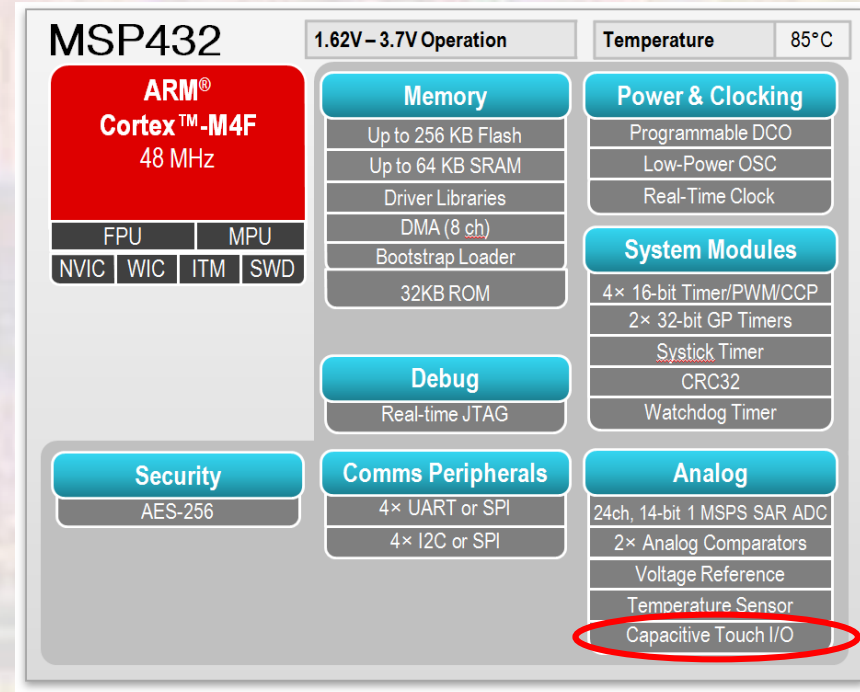 MSP432
1.62V – 3.7V Operation
Temperature
85°C
ARM®
Cortex™-M4F
48 MHz
FPU
MPU
NVIC
WIC
ITM
SWD
Memory
Up to 256 KB Flash
Up to 64 KB SRAM
Driver Libraries
DMA (8 ch)
Bootstrap Loader
32KB ROM
Power & Clocking
Programmable DCO
Low-Power OSC
Real-Time Clock
System Modules
4× 16-bit Timer/PWM/CCP
2× 32-bit GP Timers
Systick Timer
CRC32
Watchdog Timer
Debug
Real-time JTAG
Security
AES-256
Comms Peripherals
4× UART or SPI
4× I2C or SPI
Analog
24ch, 14-bit 1 MSPS SAR ADC
2× Analog Comparators
Voltage Reference
Temperature Sensor
Capacitive Touch I/O